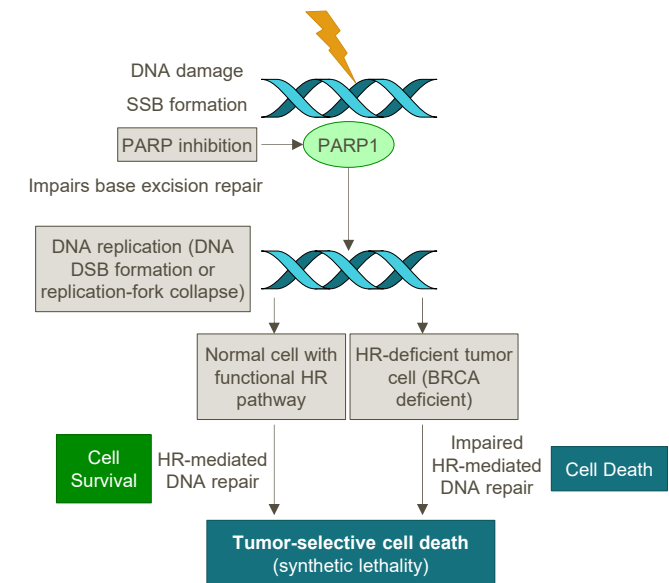 DNA damage
SSB formation
PARP inhibition
PARP1
Impairs base excision repair
DNA replication (DNA
DSB formation or
replication-fork collapse)
Normal cell with
functional HR
pathway
HR-deficient tumor
cell (BRCA
deficient)
Cell
Survival
HR-mediated
DNA repair
Impaired
HR-mediated
DNA repair
Cell Death
Tumor-selective cell death
(synthetic lethality)